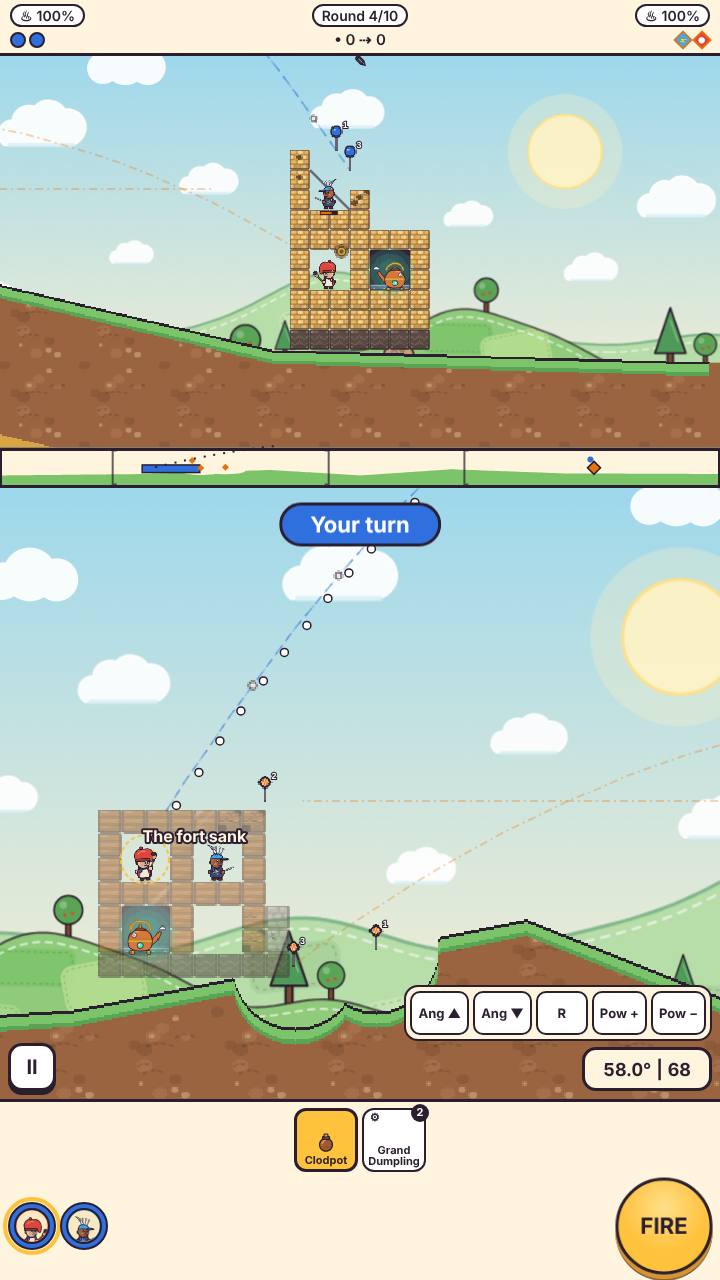 ♨ 100%
Round 4/10
♨ 100%
• 0 ⇢ 0
1
3
Your turn
2
The fort sank
1
3
Ang ▲
Ang ▼
R
Pow +
Pow −
58.0° | 68
Clodpot
2
Grand
Dumpling
FIRE